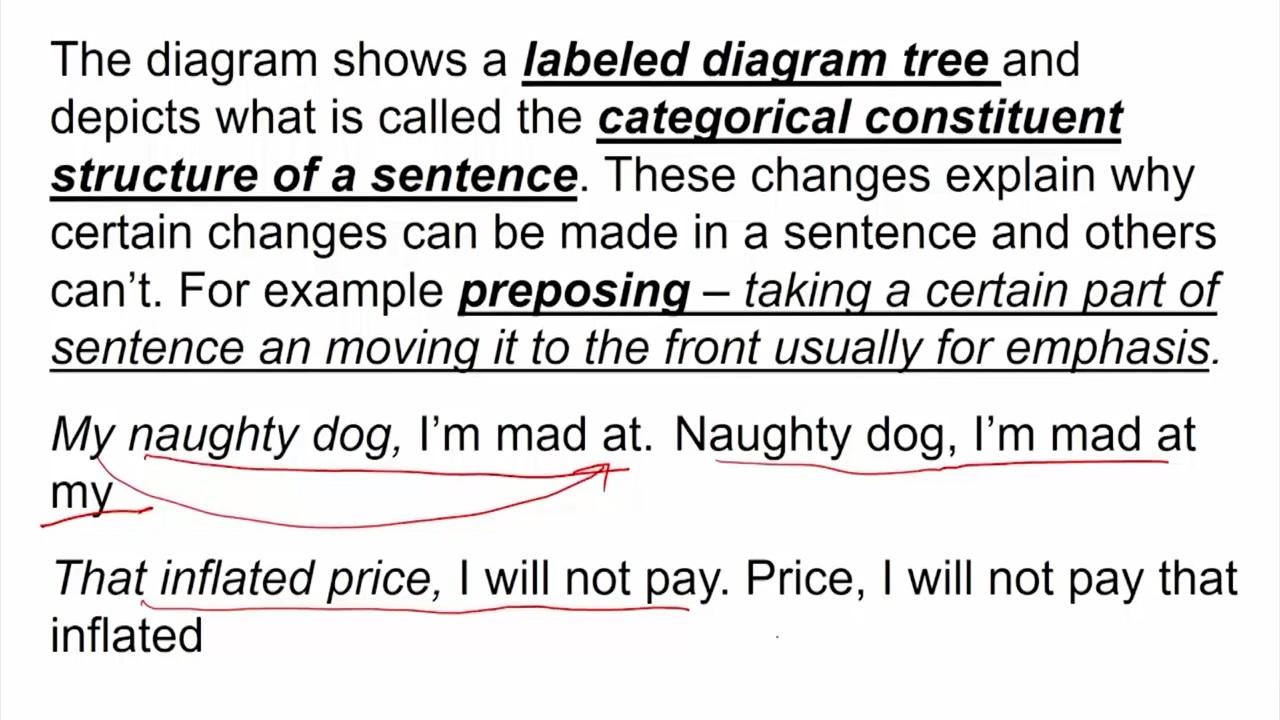 The diagram shows a labeled diagram tree and
depicts what is called the categorical constituent
structure of a sentence. These changes explain why
certain changes can be made in a sentence and others
can’t. For example preposing – taking a certain part of
sentence an moving it to the front usually for emphasis.
My naughty dog, I’m mad at. Naughty dog, I’m mad at
my
That inflated price, I will not pay. Price, I will not pay that
inflated